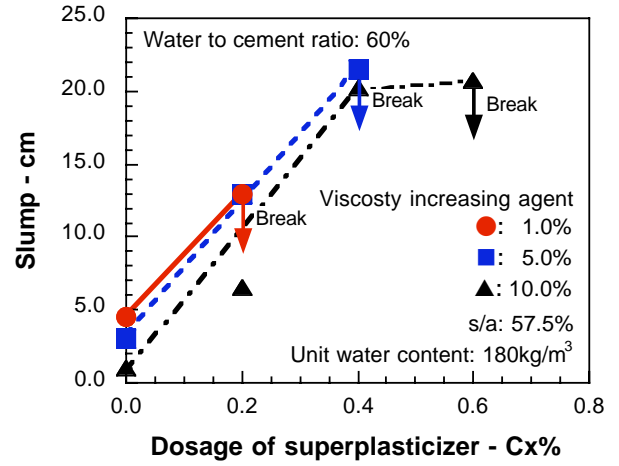 Water to cement ratio: 60%
25.0
20.0
15.0
10.0
5.0
0.0
Slump - cm
Break
Break
Break
Viscosty increasing agent
: 1.0%
: 5.0%
: 10.0%
s/a: 57.5%
Unit water content: 180kg/m³
0.0 0.2 0.4 0.6 0.8
Dosage of superplasticizer - Cx%